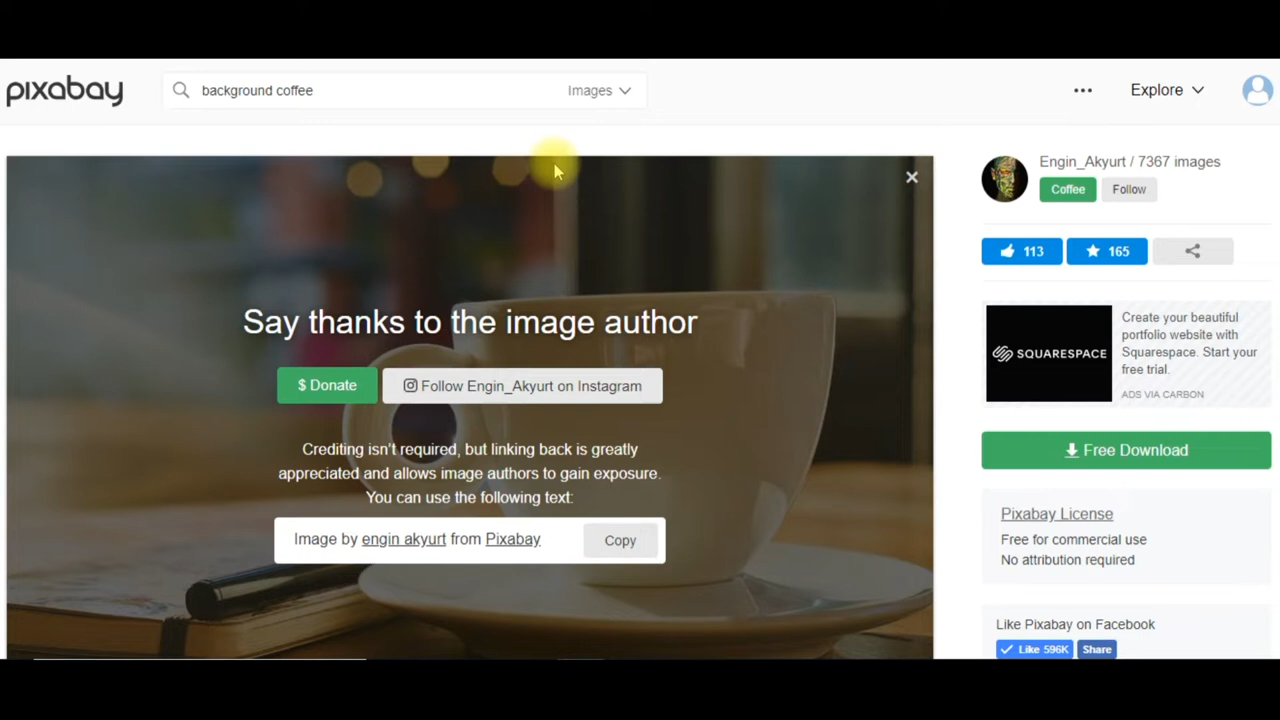 pixabay
background coffee
Images
Explore
Engin_Akyurt / 7367 images
Coffee
Follow
113
165
Say thanks to the image author
$ Donate
Follow Engin_Akyurt on Instagram
Crediting isn't required, but linking back is greatly
appreciated and allows image authors to gain exposure.
You can use the following text:
Image by engin akyurt from Pixabay
Copy
SQUARESPACE
Create your beautiful
portfolio website with
Squarespace. Start your
free trial.
ADS VIA CARBON
Free Download
Pixabay License
Free for commercial use
No attribution required
Like Pixabay on Facebook
Like 596K
Share